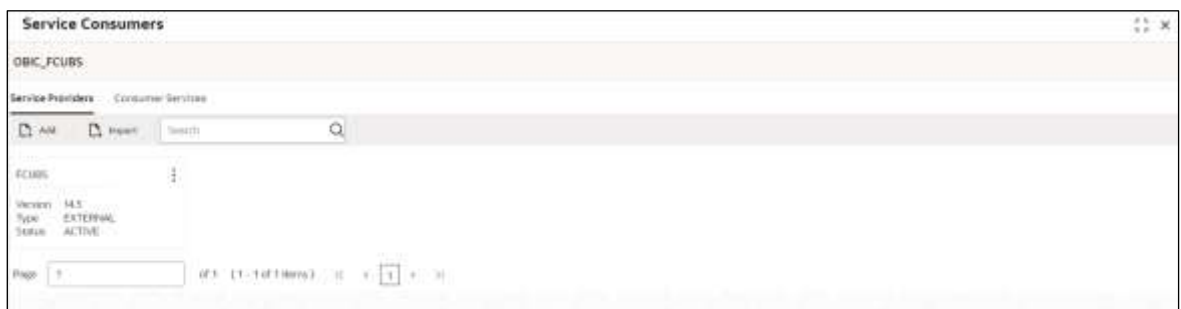 Service Consumers
OBIC_FCUBS
Service Providers Consumer Services
Add Import Search
FCUBS
Version 14.5
Type EXTERNAL
Status ACTIVE
Page 1 of 1 (1 - 1 of 1 items) 1